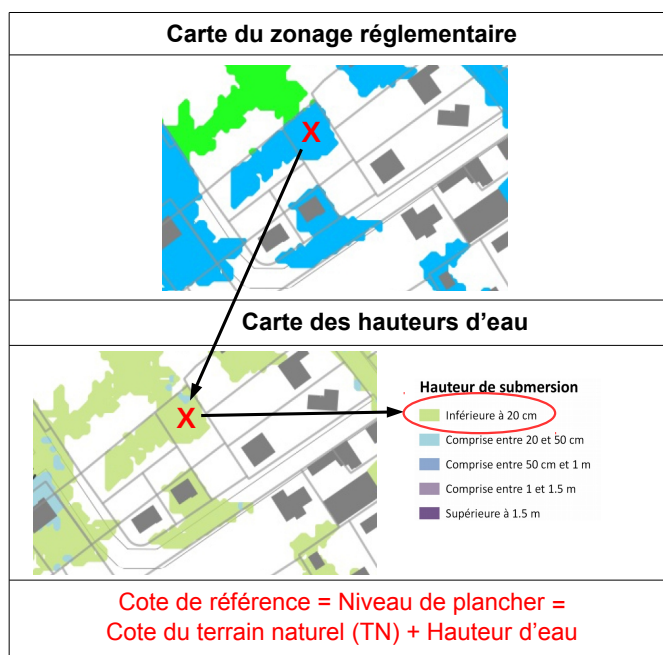 Carte du zonage réglementaire
X
Carte des hauteurs d'eau
X
Hauteur de submersion
Inférieure à 20 cm
Comprise entre 20 et 50 cm
Comprise entre 50 cm et 1 m
Comprise entre 1 et 1.5 m
Supérieure à 1.5 m
Cote de référence = Niveau de plancher =
Cote du terrain naturel (TN) + Hauteur d'eau